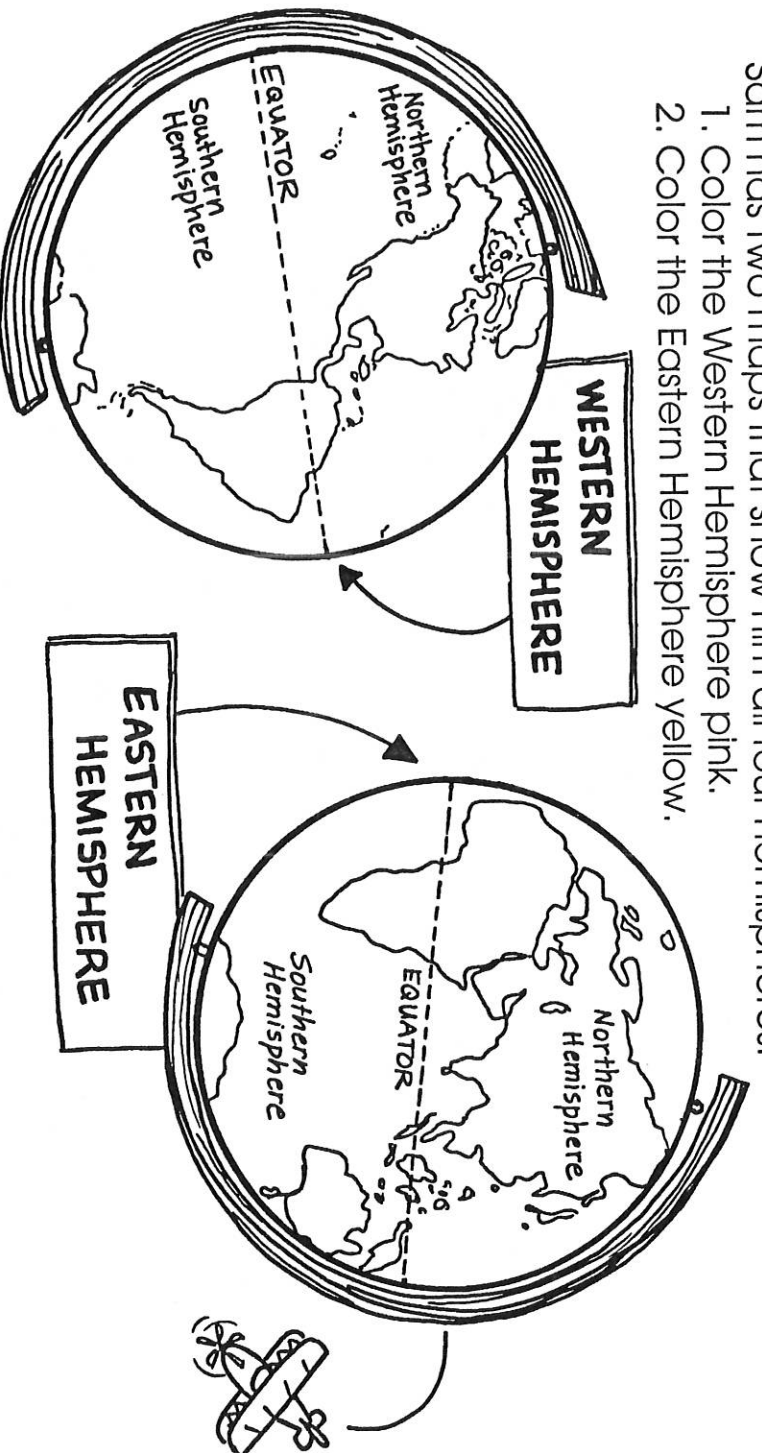 Sam has two maps that show him all four hemispheres.
1. Color the Western Hemisphere pink.
2. Color the Eastern Hemisphere yellow.
WESTERN
HEMISPHERE
Northern
Hemisphere
EQUATOR
Southern
Hemisphere
EASTERN
HEMISPHERE
Northern
Hemisphere
EQUATOR
Southern
Hemisphere